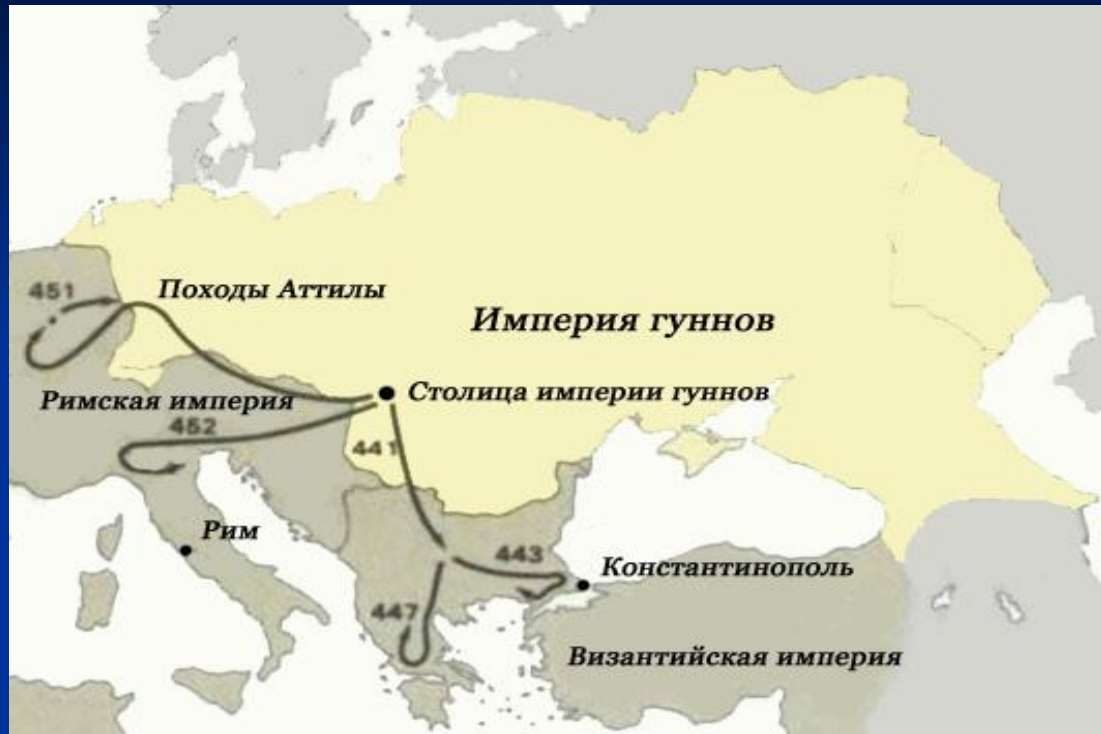 451
Походы Аттилы
Империя гуннов
Столица империи гуннов
Римская империя
452
441
Рим
443
Константинополь
447
Византийская империя